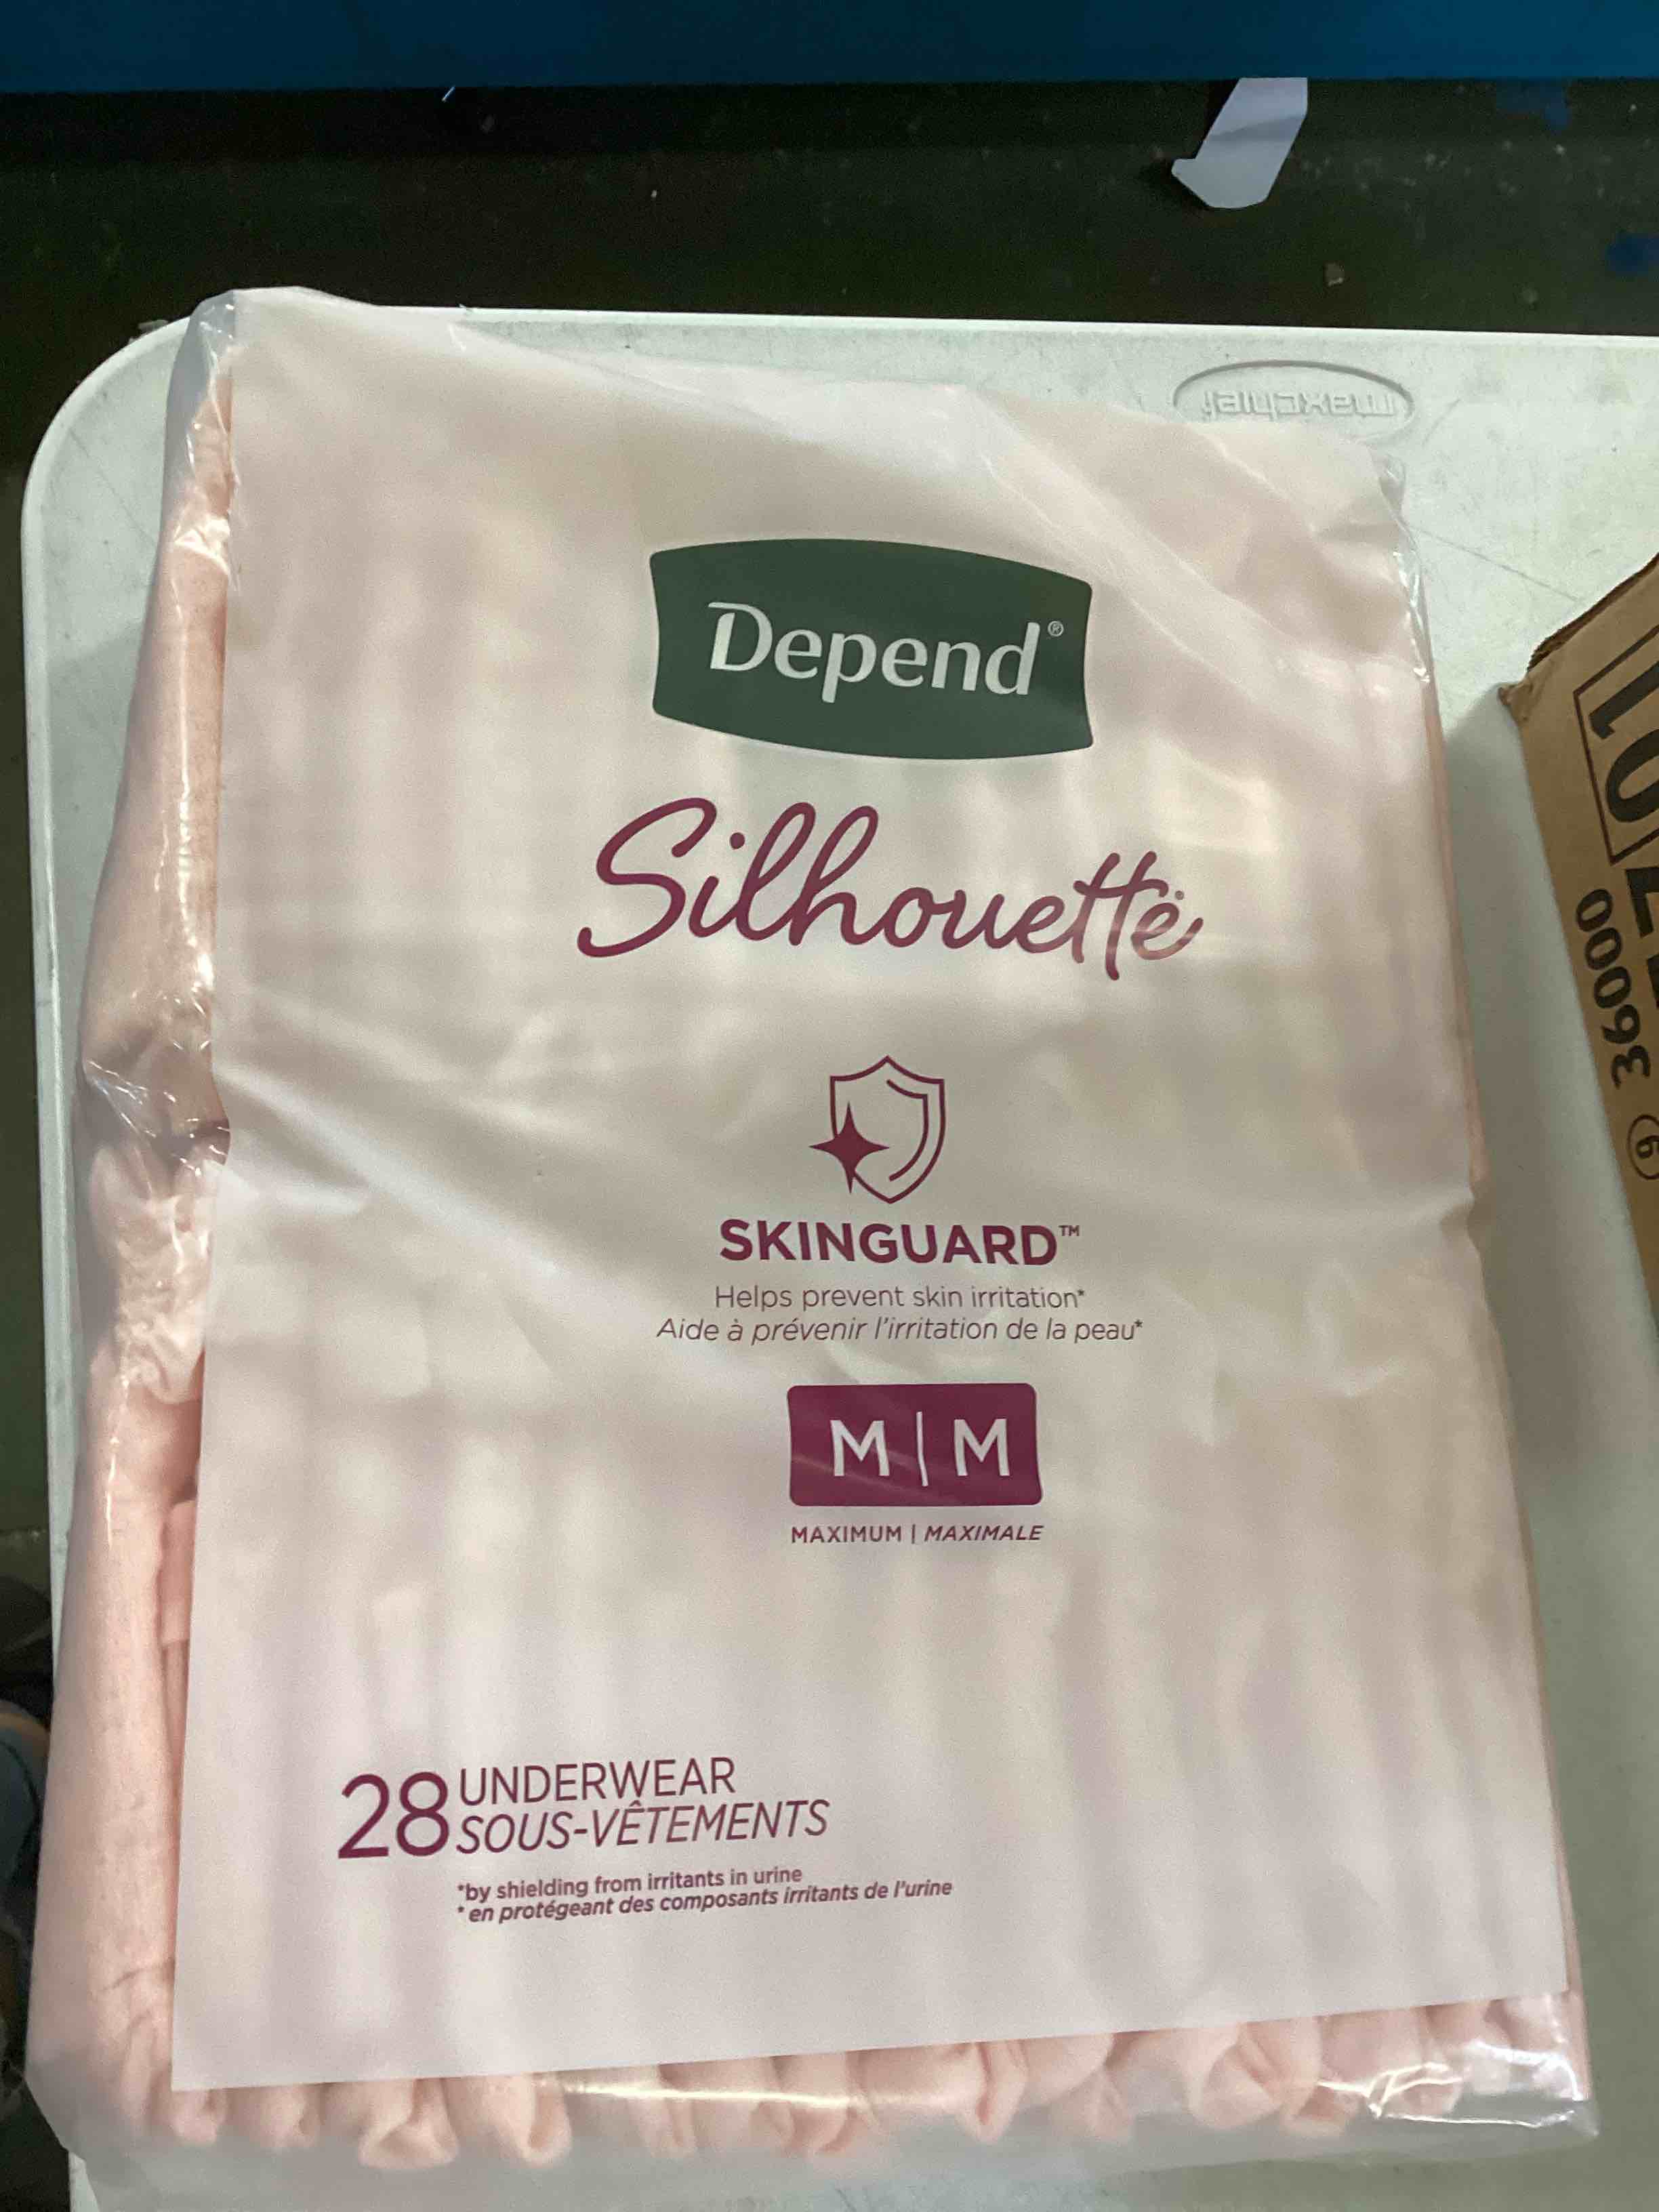 maxchief
Depend®
Silhouette
SKINGUARD™
Helps prevent skin irritation*
Aide à prévenir l'irritation de la peau*
M | M
MAXIMUM | MAXIMALE
28 UNDERWEAR
SOUS-VÊTEMENTS
*by shielding from irritants in urine
*en protégeant des composants irritants de l'urine
36000